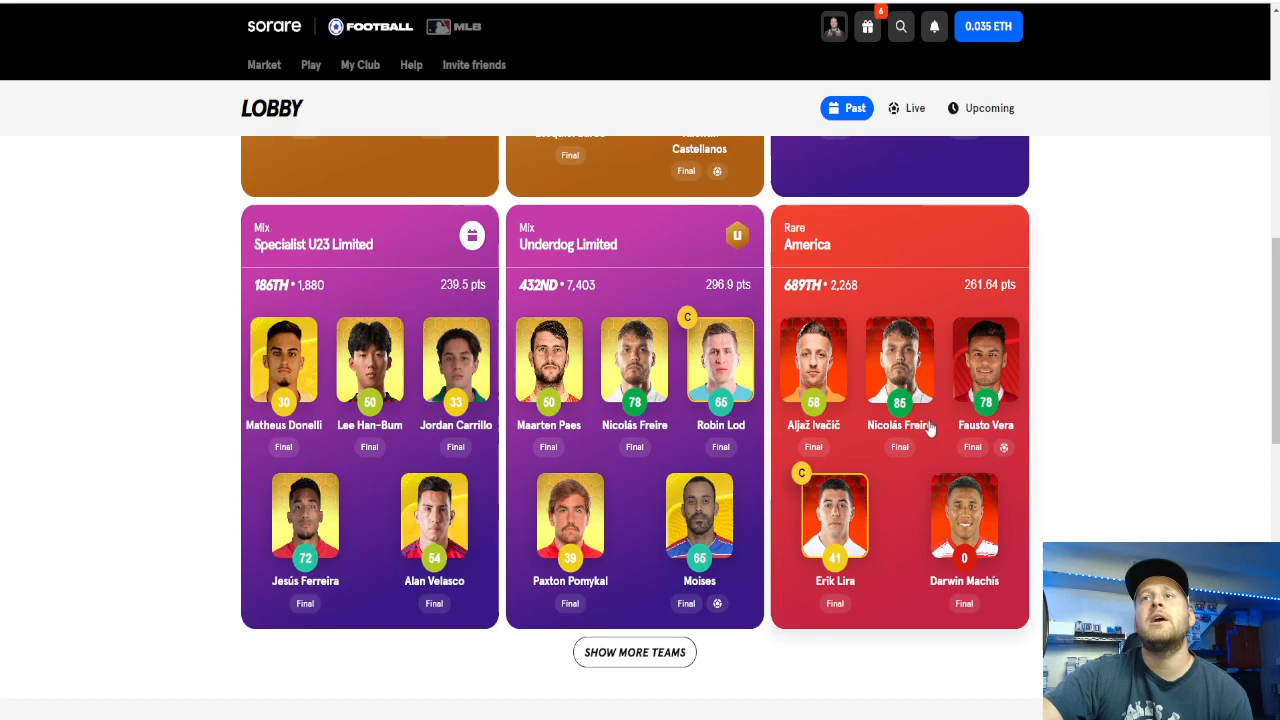 sorare FOOTBALL MLB 6 0.035 ETH
Market Play My Club Help Invite friends
LOBBY Past Live Upcoming
Castellanos
Final
Final
Mix
Specialist U23 Limited
186TH • 1,880 239.5 pts
30 50 33
Matheus Donelli Lee Han-Bum Jordan Carrillo
Final Final Final
72 54
Jesús Ferreira Alan Velasco
Final Final
Mix
Underdog Limited
U
432ND • 7,403 296.9 pts
C
50 78 65
Maarten Paes Nicolás Freire Robin Lod
Final Final Final
39 65
Paxton Pomykal Moises
Final Final
Rare
America
689TH • 2,268 261.64 pts
58 85 78
Aljaž Ivačič Nicolás Freire Fausto Vera
Final Final Final
C
41 0
Erik Lira Darwin Machís
Final Final
SHOW MORE TEAMS